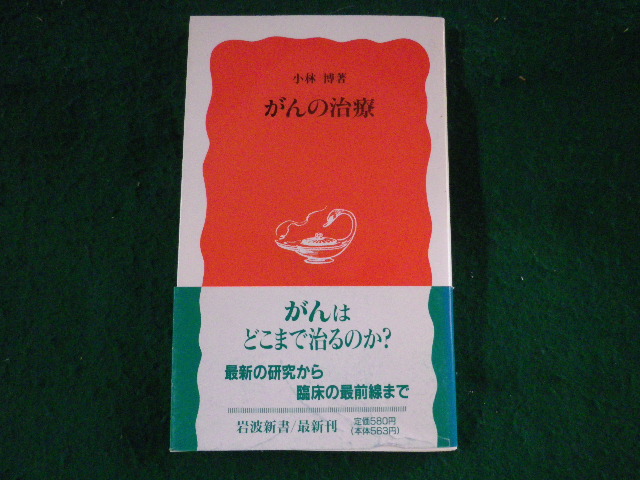 小林 博著
がんの治療
がんは
どこまで治るのか?
最新の研究から
臨床の最前線まで
岩波新書/最新刊
定価580円
(本体563円)